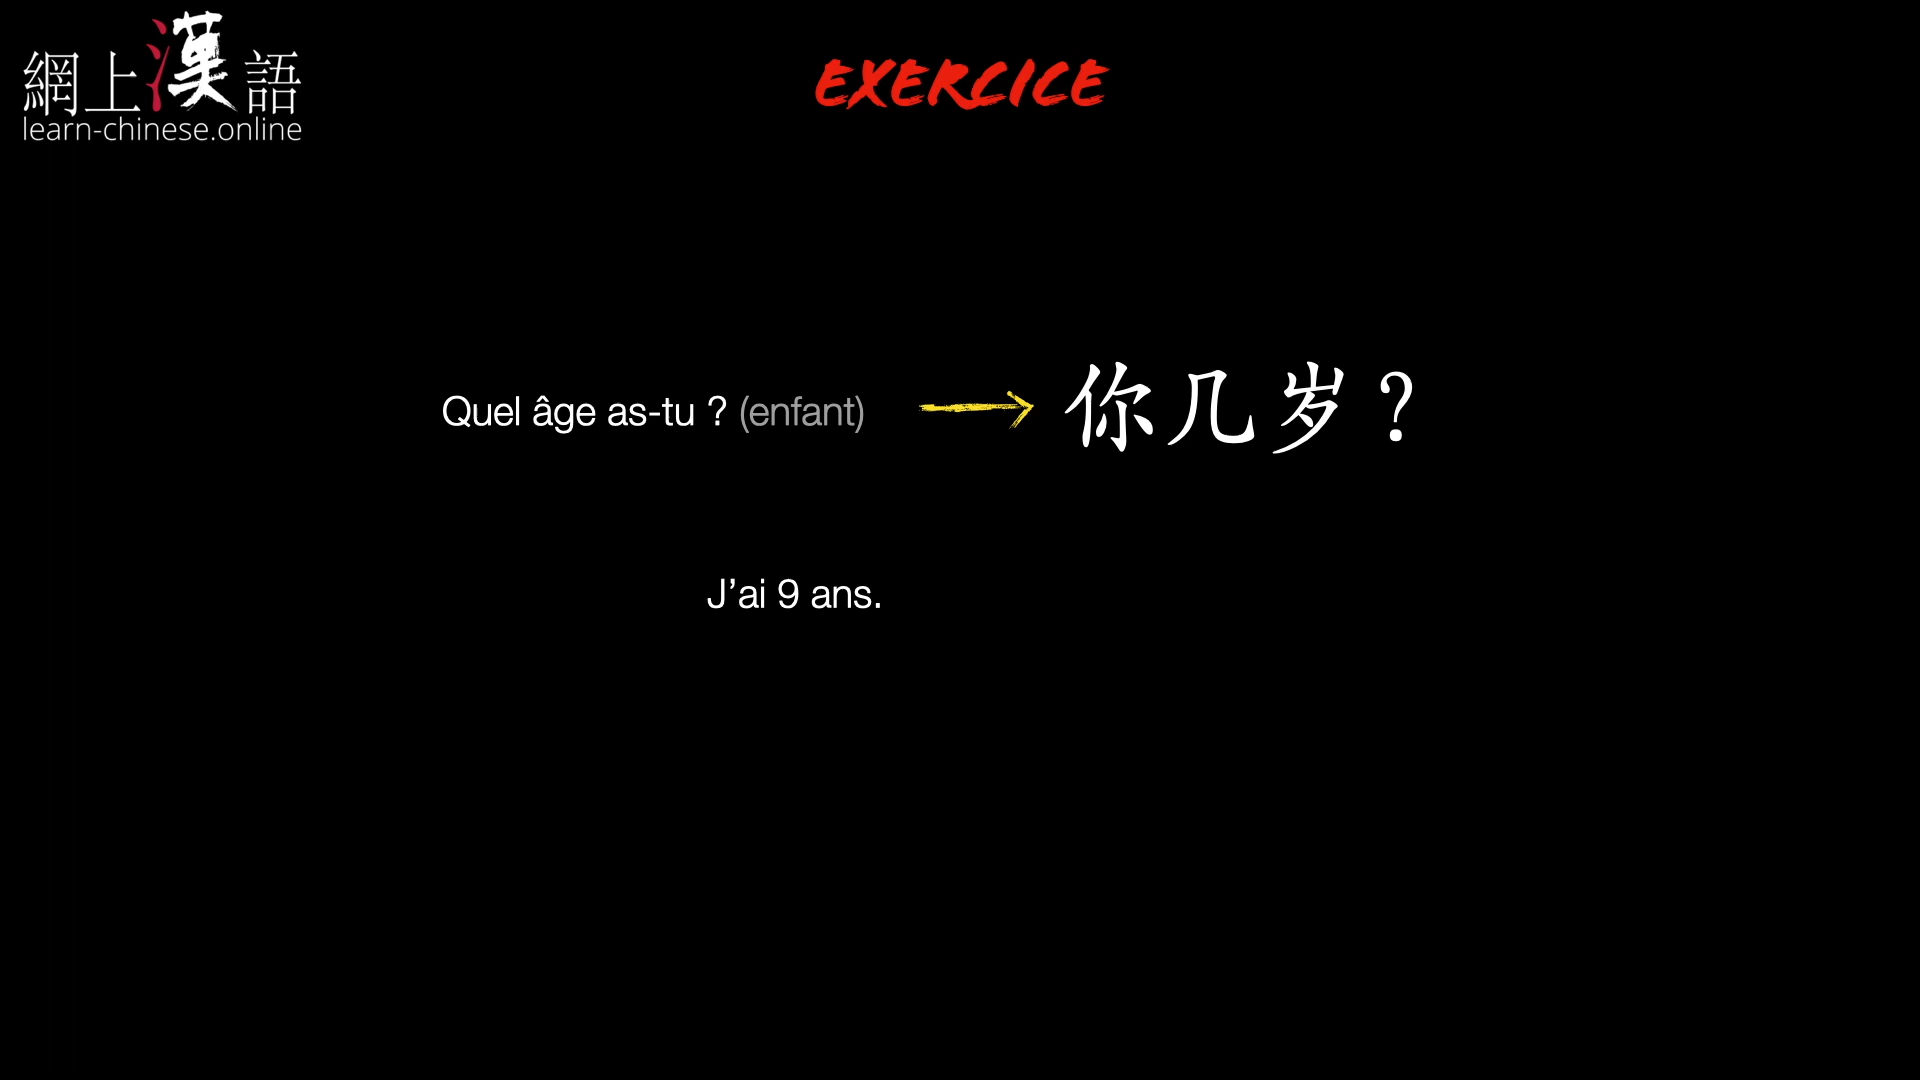 網上漢語
learn-chinese.online
EXERCICE
Quel âge as-tu ? (enfant) → 你几岁？
J’ai 9 ans.